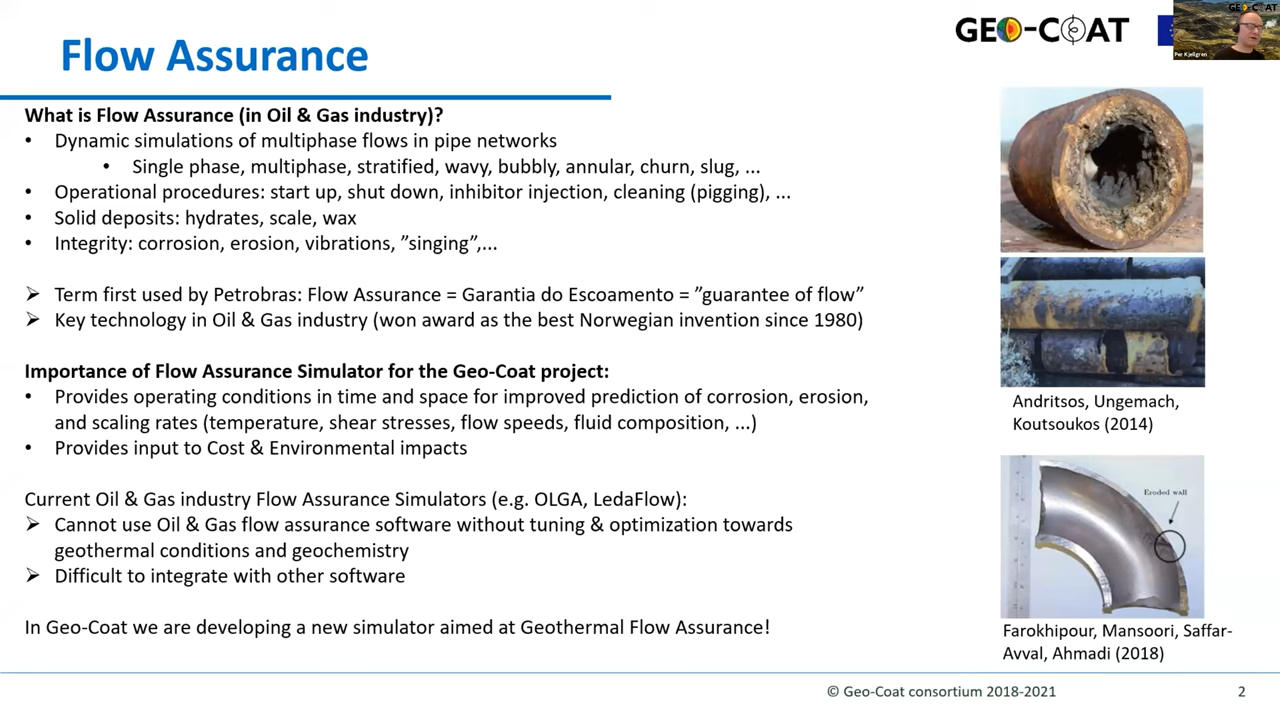 Flow Assurance
GEO-COAT
GEO-COAT
Per Kjellgren
What is Flow Assurance (in Oil & Gas industry)?
• Dynamic simulations of multiphase flows in pipe networks
• Single phase, multiphase, stratified, wavy, bubbly, annular, churn, slug, ...
• Operational procedures: start up, shut down, inhibitor injection, cleaning (pigging), ...
• Solid deposits: hydrates, scale, wax
• Integrity: corrosion, erosion, vibrations, ”singing”,...
➢ Term first used by Petrobras: Flow Assurance = Garantia do Escoamento = ”guarantee of flow”
➢ Key technology in Oil & Gas industry (won award as the best Norwegian invention since 1980)
Importance of Flow Assurance Simulator for the Geo-Coat project:
• Provides operating conditions in time and space for improved prediction of corrosion, erosion,
and scaling rates (temperature, shear stresses, flow speeds, fluid composition, ...)
• Provides input to Cost & Environmental impacts
Current Oil & Gas industry Flow Assurance Simulators (e.g. OLGA, LedaFlow):
➢ Cannot use Oil & Gas flow assurance software without tuning & optimization towards
geothermal conditions and geochemistry
➢ Difficult to integrate with other software
In Geo-Coat we are developing a new simulator aimed at Geothermal Flow Assurance!
Andritsos, Ungemach,
Koutsoukos (2014)
Eroded wall
Farokhipour, Mansoori, Saffar-
Avval, Ahmadi (2018)
© Geo-Coat consortium 2018-2021
2